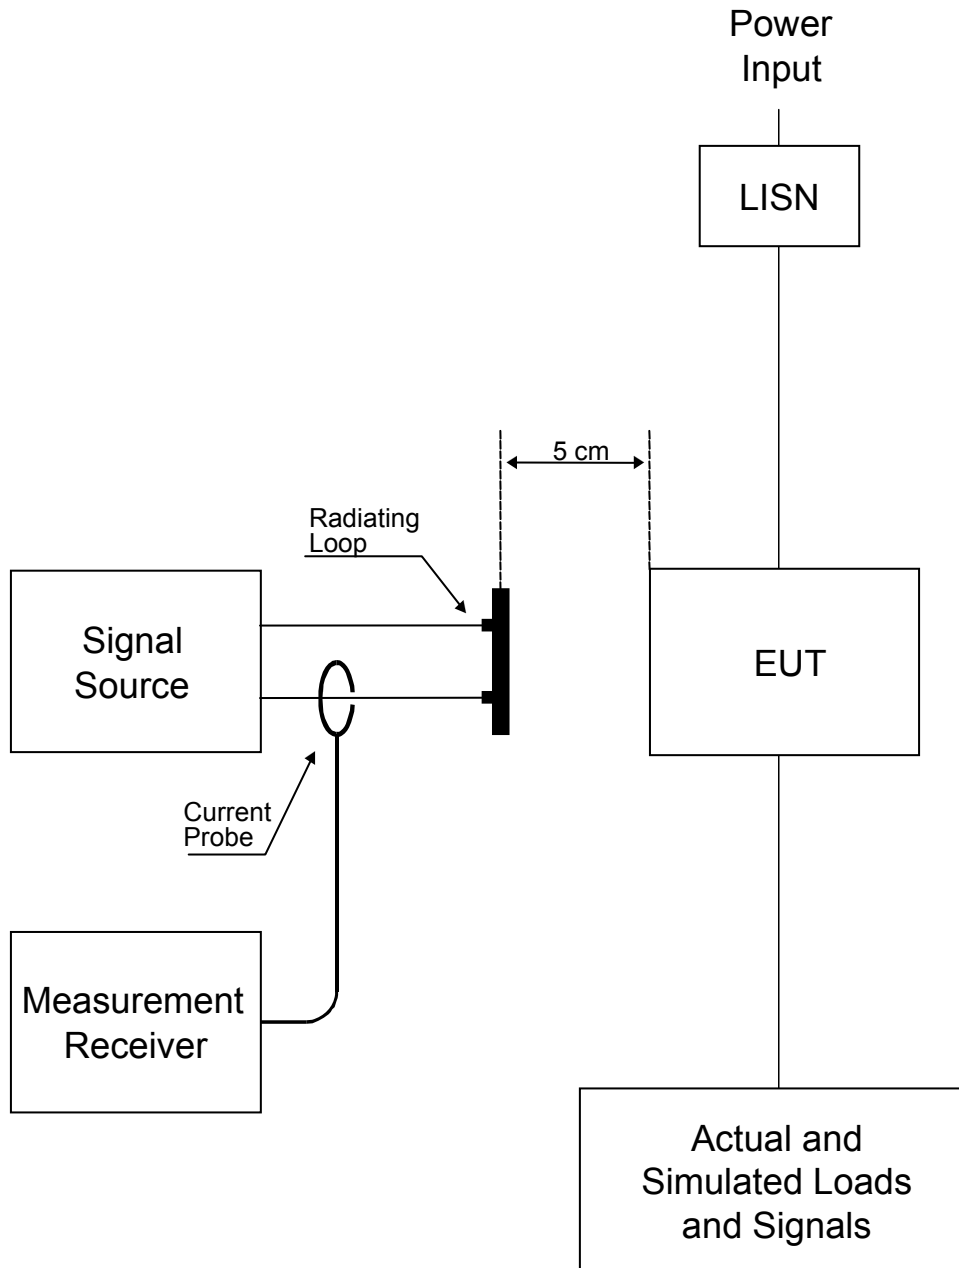 Power
Input
LISN
5 cm
Radiating
Loop
Signal
Source
EUT
Current
Probe
Measurement
Receiver
Actual and
Simulated Loads
and Signals